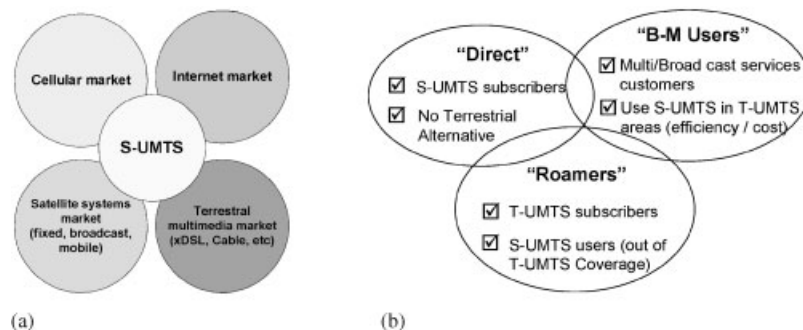 Cellular market
Internet market
S-UMTS
Satellite systems
market
(fixed, broadcast,
mobile)
Terrestral
multimedia market
(xDSL, Cable, etc)
(a)
"Direct"
☑ S-UMTS subscribers
☑ No Terrestrial
Alternative
"B-M Users"
☑ Multi/Broad cast services
customers
☑ Use S-UMTS in T-UMTS
areas (efficiency / cost)
"Roamers"
☑ T-UMTS subscribers
☑ S-UMTS users (out of
T-UMTS Coverage)
(b)